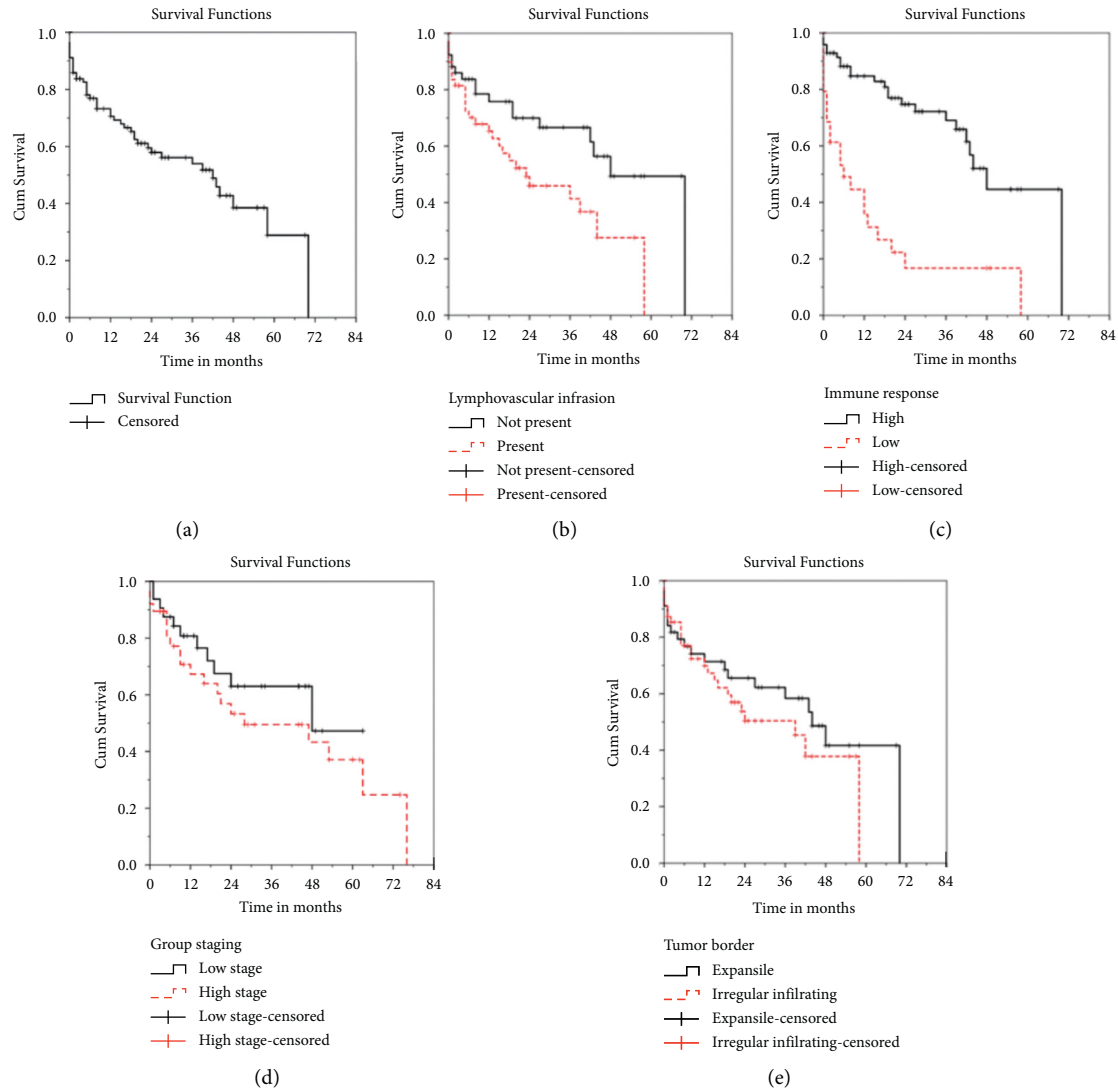 Survival Functions
1.0
0.8
0.6
0.4
0.2
0.0
Cum Survival
0 12 24 36 48 60 72 84
Time in months
Survival Function
Censored
(a)
Survival Functions
1.0
0.8
0.6
0.4
0.2
0.0
Cum Survival
0 12 24 36 48 60 72 84
Time in months
Lymphovascular infrasion
Not present
Present
Not present-censored
Present-censored
(b)
Survival Functions
1.0
0.8
0.6
0.4
0.2
0.0
Cum Survival
0 12 24 36 48 60 72 84
Time in months
Immune response
High
Low
High-censored
Low-censored
(c)
Survival Functions
1.0
0.8
0.6
0.4
0.2
0.0
Cum Survival
0 12 24 36 48 60 72 84
Time in months
Group staging
Low stage
High stage
Low stage-censored
High stage-censored
(d)
Survival Functions
1.0
0.8
0.6
0.4
0.2
0.0
Cum Survival
0 12 24 36 48 60 72 84
Time in months
Tumor border
Expansile
Irregular infilrating
Expansile-censored
Irregular infilrating-censored
(e)